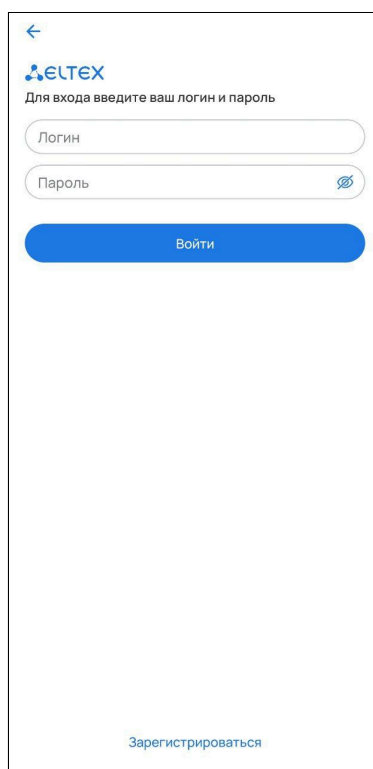 ELTEX
Для входа введите ваш логин и пароль
Логин
Пароль
Войти
Зарегистрироваться